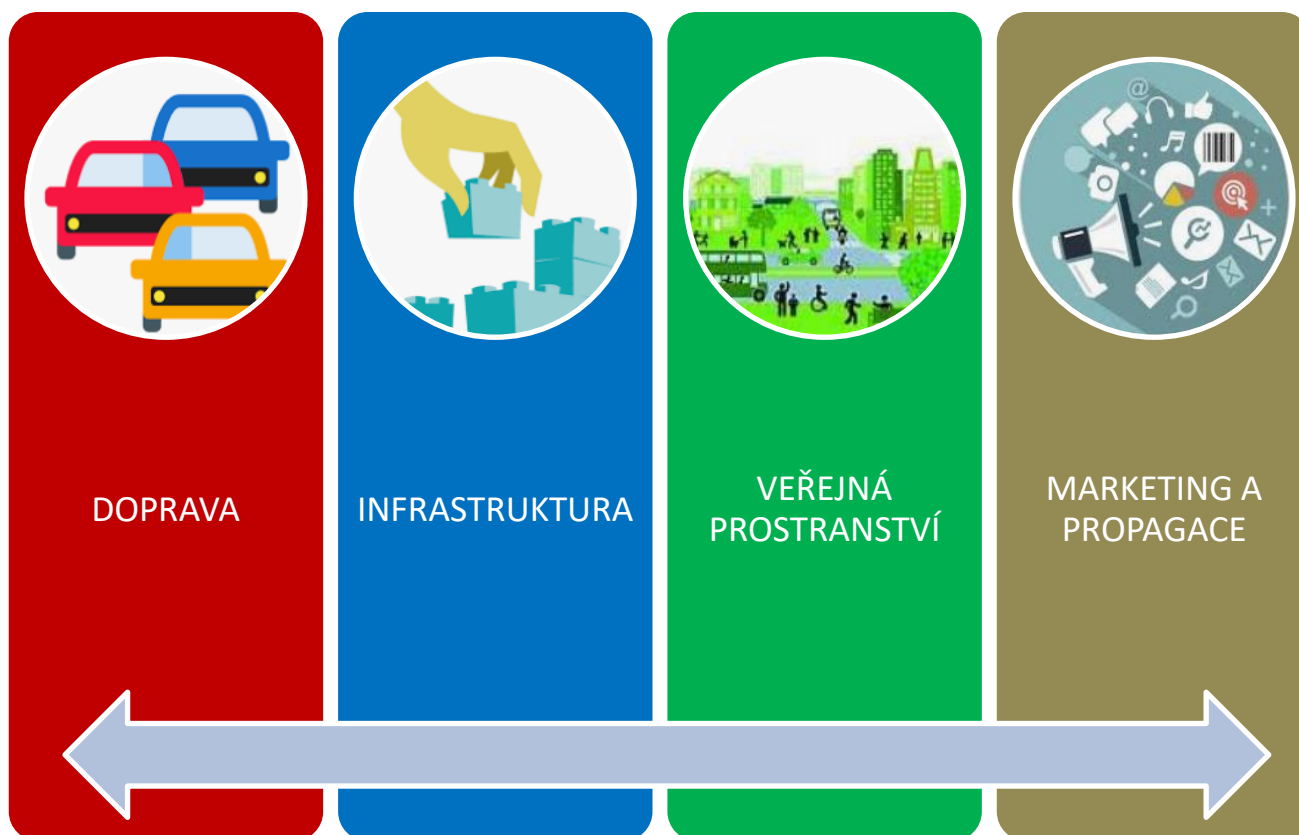 DOPRAVA
INFRASTRUKTURA
VEŘEJNÁ
PROSTRANSTVÍ
MARKETING A
PROPAGACE